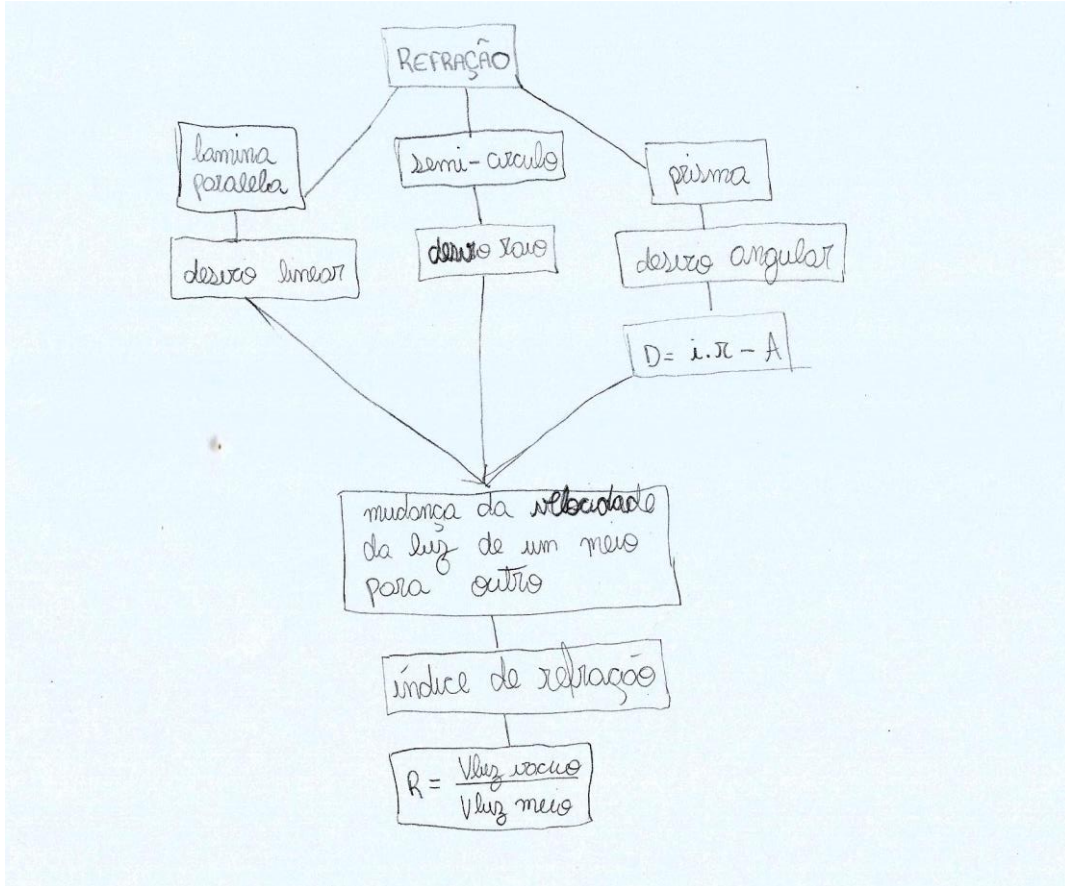 REFRAÇÃO
lamina
paralela
semi-circulo
prisma
desvio linear
desvio raio
desvio angular
D= i.r - A
mudança da velocidade
da luz de um meio
para outro
índice de refração
R = Vluz vacuo
Vluz meio